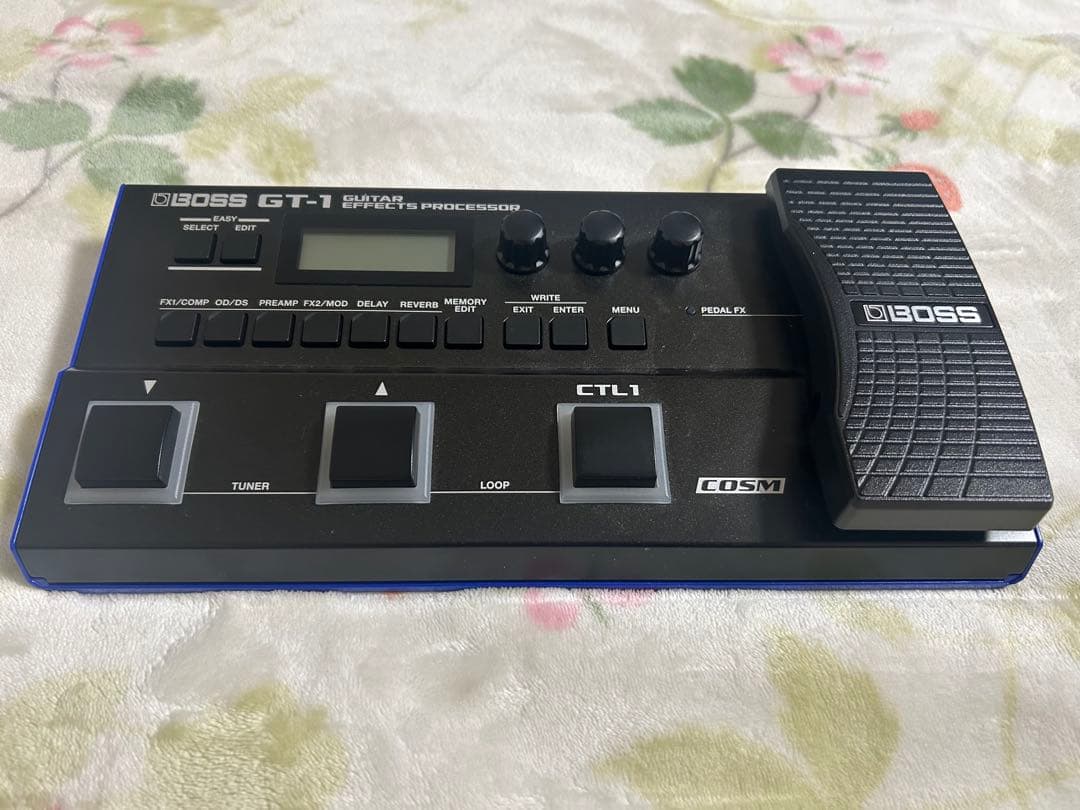 BOSS GT-1 GUITAR
EFFECTS PROCESSOR
EASY
SELECT EDIT
FX1/COMP OD/DS PREAMP FX2/MOD DELAY REVERB MEMORY
EDIT
WRITE
EXIT ENTER
MENU
PEDAL FX
BOSS
▼ ▲ CTL1
TUNER LOOP
COSM